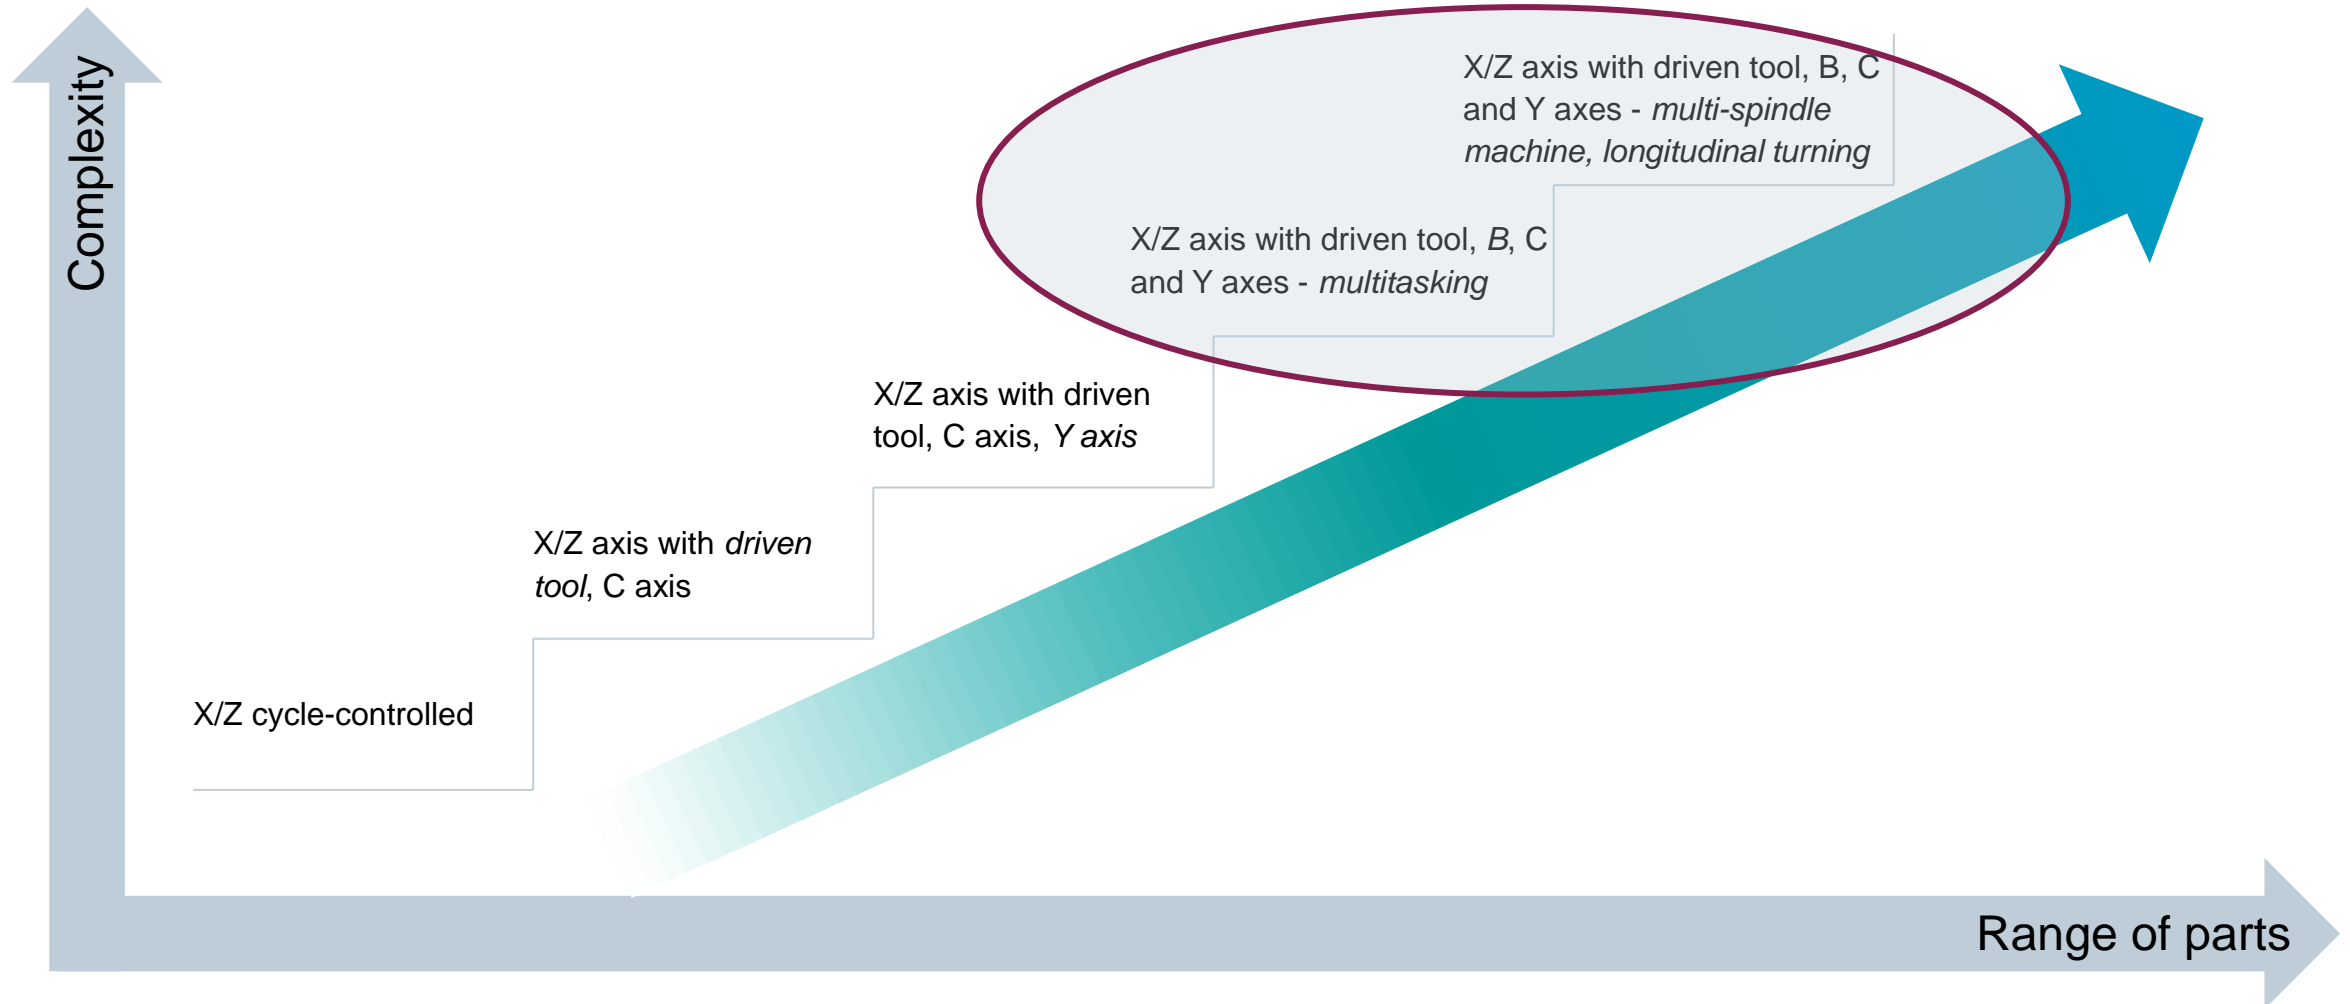 Complexity
X/Z axis with driven tool, B, C
and Y axes - multi-spindle
machine, longitudinal turning
X/Z axis with driven tool, B, C
and Y axes - multitasking
X/Z axis with driven
tool, C axis, Y axis
X/Z axis with driven
tool, C axis
X/Z cycle-controlled
Range of parts